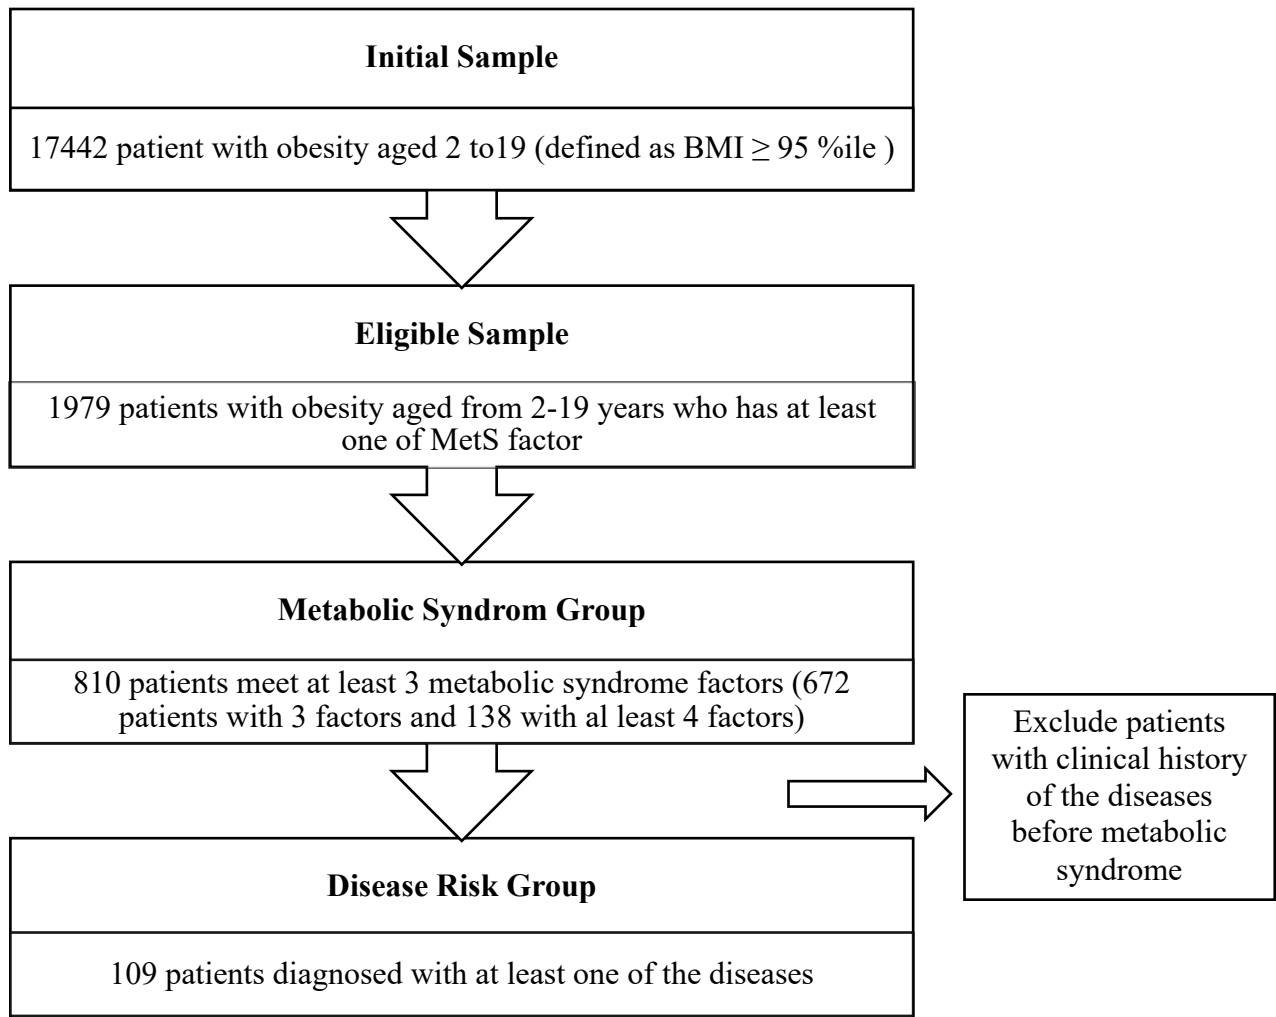 Initial Sample
17442 patient with obesity aged 2 to19 (defined as BMI ≥ 95 %ile )
Eligible Sample
1979 patients with obesity aged from 2-19 years who has at least
one of MetS factor
Metabolic Syndrom Group
810 patients meet at least 3 metabolic syndrome factors (672
patients with 3 factors and 138 with al least 4 factors)
Exclude patients
with clinical history
of the diseases
before metabolic
syndrome
Disease Risk Group
109 patients diagnosed with at least one of the diseases